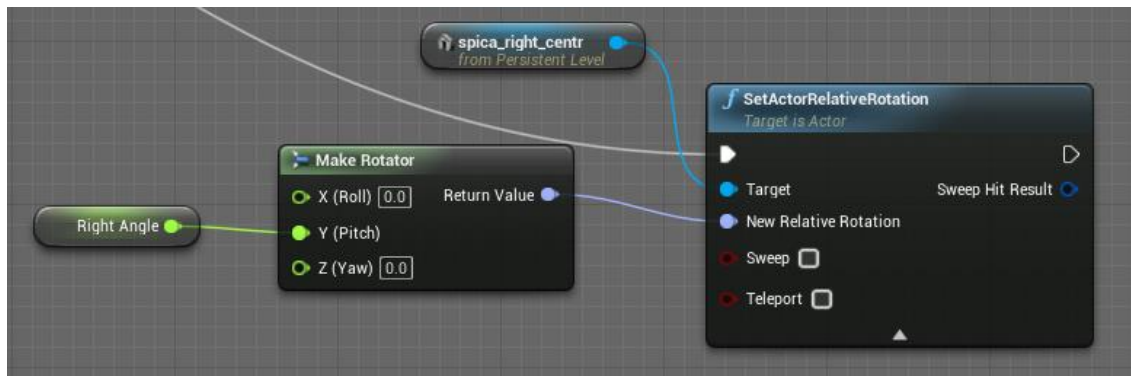 spica_right_centr
from Persistent Level
SetActorRelativeRotation
Target is Actor
Make Rotator
X (Roll) 0.0 Return Value
Target Sweep Hit Result
Right Angle
Y (Pitch)
New Relative Rotation
Z (Yaw) 0.0
Sweep
Teleport